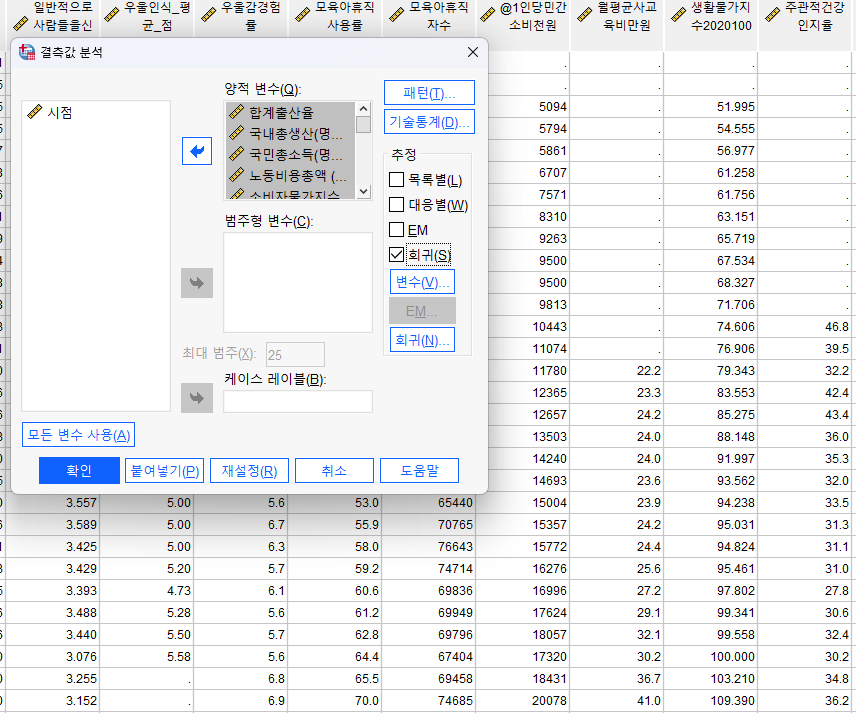 일반적으로 사람들을신
우울인식_평균_점
우울감경험률
모육아휴직사용율
모육아휴직자수
@1인당민간소비천원
월평균사교육비만원
생활물가지수2020100
주관적건강인지율
결측값 분석
시점
양적 변수(Q):
합계출산율
국내총생산(명...
국민총소득(명...
노동비용총액 (...
소비자물가지수
범주형 변수(C):
최대 범주(X): 25
케이스 레이블(B):
패턴(T)...
기술통계(D)...
추정
목록별(L)
대응별(W)
EM
회귀(S)
변수(V)...
EM...
회귀(N)...
모든 변수 사용(A)
확인 붙여넣기(P) 재설정(R) 취소 도움말
. . . .
. . . .
5094 . 51.995 .
5794 . 54.555 .
5861 . 56.977 .
6707 . 61.258 .
7571 . 61.756 .
8310 . 63.151 .
9263 . 65.719 .
9500 . 67.534 .
9500 . 68.327 .
9813 . 71.706 .
10443 . 74.606 46.8
11074 . 76.906 39.5
11780 22.2 79.343 32.2
12365 23.3 83.553 42.4
12657 24.2 85.275 43.4
13503 24.0 88.148 36.0
14240 24.0 91.997 35.3
14693 23.6 93.562 32.0
3.557 5.00 5.6 53.0 65440 15004 23.9 94.238 33.5
3.589 5.00 6.7 55.9 70765 15357 24.2 95.031 31.3
3.425 5.00 6.3 58.0 76643 15772 24.4 94.824 31.1
3.429 5.20 5.7 59.2 74714 16276 25.6 95.461 31.0
3.393 4.73 6.1 60.6 69836 16996 27.2 97.802 27.8
3.488 5.28 5.6 61.2 69949 17624 29.1 99.341 30.6
3.440 5.50 5.7 62.8 69796 18057 32.1 99.558 32.4
3.076 5.58 5.6 64.4 67404 17320 30.2 100.000 30.2
3.255 . 6.8 65.5 69458 18431 36.7 103.210 34.8
3.152 . 6.9 70.0 74685 20078 41.0 109.390 36.2